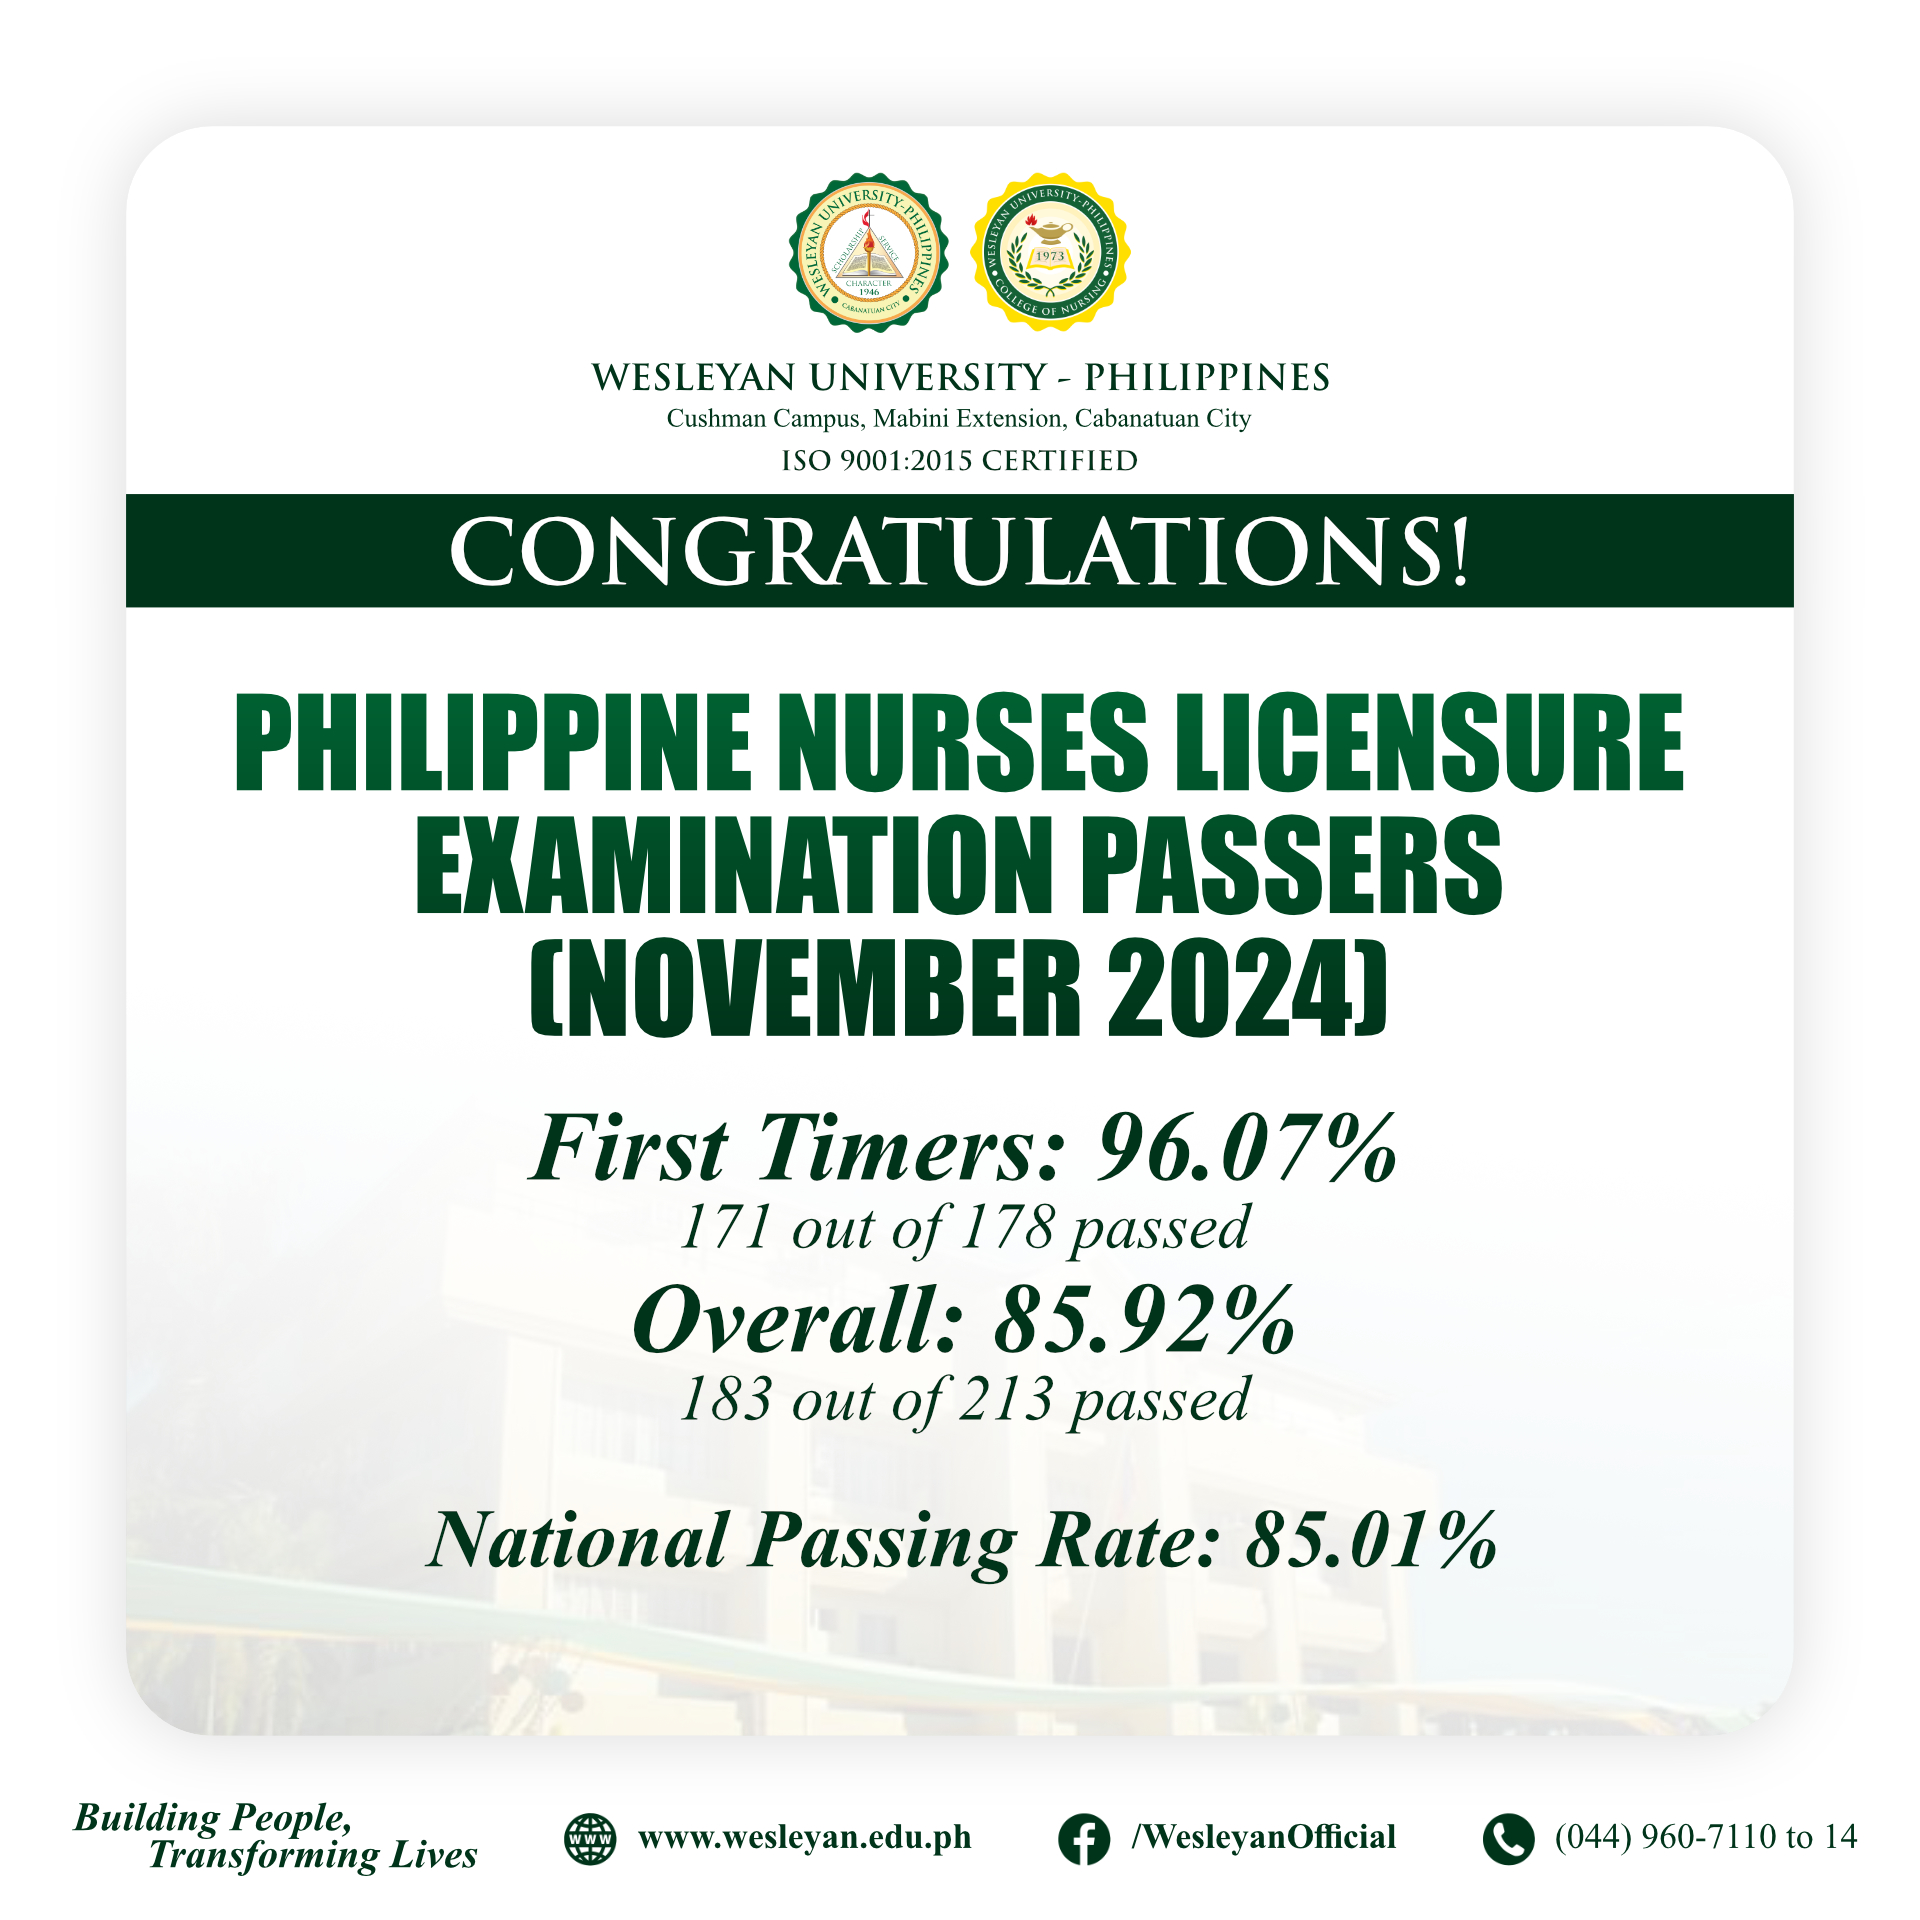 WESLEYAN UNIVERSITY-PHILIPPINES
SCHOLARSHIP
SERVICE
CHARACTER
1946
CABANATUAN CITY
WESLEYAN UNIVERSITY-PHILIPPINES
1973
COLLEGE OF NURSING
WESLEYAN UNIVERSITY - PHILIPPINES
Cushman Campus, Mabini Extension, Cabanatuan City
ISO 9001:2015 CERTIFIED
CONGRATULATIONS!
PHILIPPINE NURSES LICENSURE
EXAMINATION PASSERS
(NOVEMBER 2024)
First Timers: 96.07%
171 out of 178 passed
Overall: 85.92%
183 out of 213 passed
National Passing Rate: 85.01%
Building People,
Transforming Lives
WWW
www.wesleyan.edu.ph
/WesleyanOfficial
(044) 960-7110 to 14